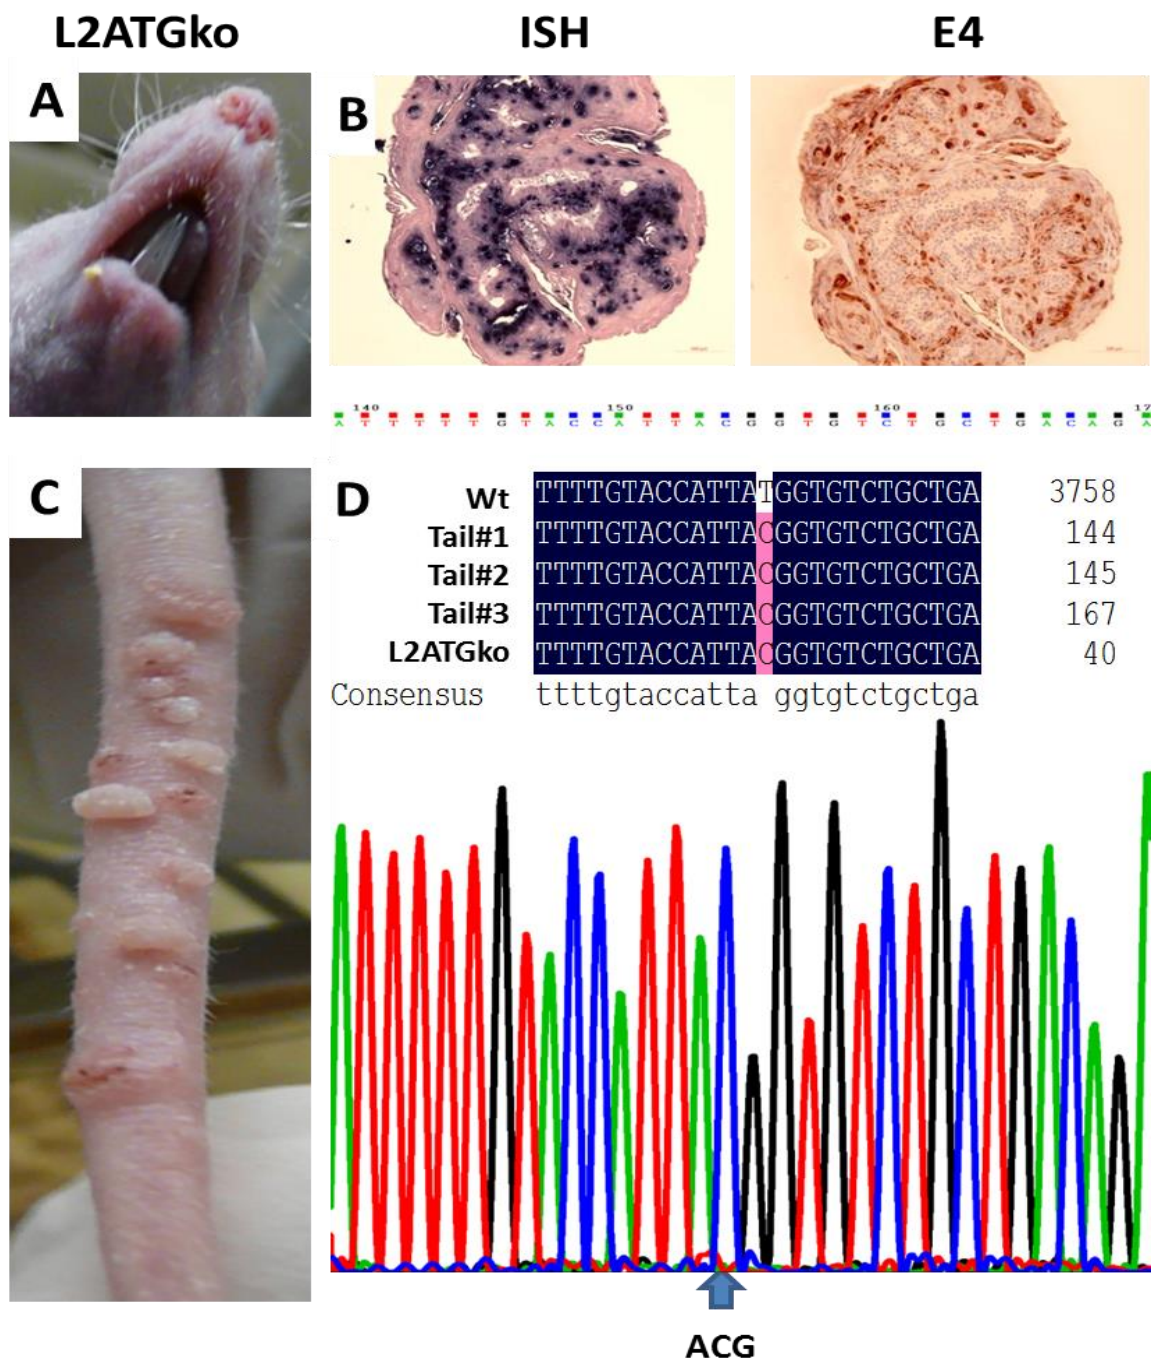 L2ATGko ISH E4
A
B
140 150 160 17
A T T T T T G T A C C A T T A C G G T G T C T G C T G A C A G A
C
D
Wt TTTTGTACCATTATGGTGTCTGCTGA 3758
Tail#1 TTTTGTACCATTACGGTGTCTGCTGA 144
Tail#2 TTTTGTACCATTACGGTGTCTGCTGA 145
Tail#3 TTTTGTACCATTACGGTGTCTGCTGA 167
L2ATGko TTTTGTACCATTACGGTGTCTGCTGA 40
Consensus ttttgtaccatta ggtgtctgctga
ACG